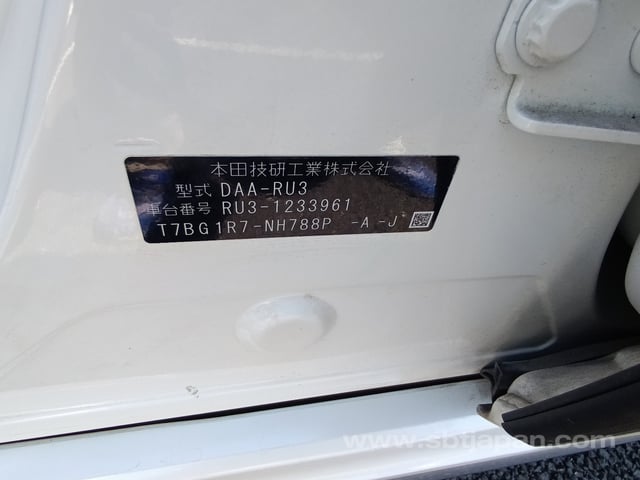 本田技研工業株式会社
型式 DAA-RU3
車台番号 RU3-1233961
T7BG1R7-NH788P -A -J
www.sbtjapan.com